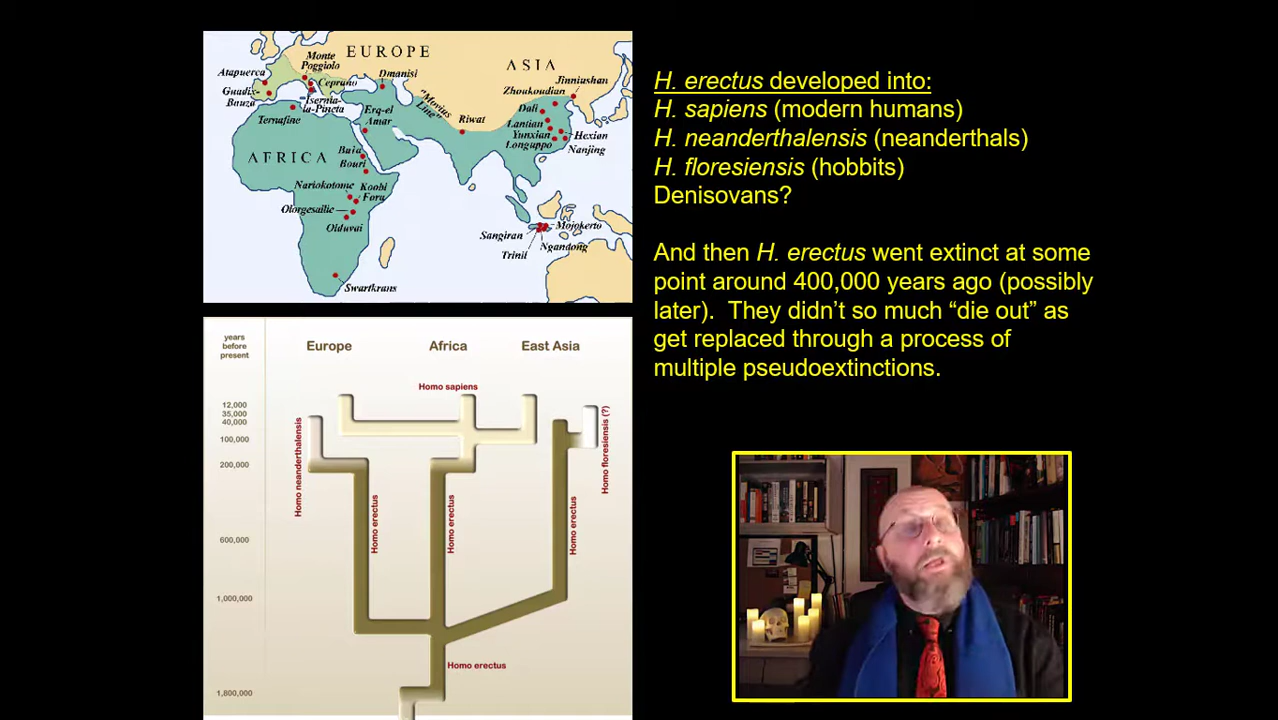 EUROPE
ASIA
Monte
Poggiolo
Atapuerca
Ceprano
Dmanisi
Jinniushan
Guadix-
Isernia-
la-Pineta
"Movius
Line"
Zhoukoudian
Dali
Ternafine
Erq-el
Amar
Riwat
Lantian
Yunxian
Longuppo
Hexian
Nanjing
AFRICA
Buia
Bouri
Nariokotome
Koobi
Fora
Olorgesailie
Olduvai
Sangiran
Mojokerto
Trinil
Ngandong
Swartkrans
H. erectus developed into:
H. sapiens (modern humans)
H. neanderthalensis (neanderthals)
H. floresiensis (hobbits)
Denisovans?
And then H. erectus went extinct at some
point around 400,000 years ago (possibly
later). They didn't so much “die out” as
get replaced through a process of
multiple pseudoextinctions.
years
before
present
Europe
Africa
East Asia
Homo sapiens
12,000
35,000
40,000
100,000
200,000
600,000
1,000,000
1,800,000
Homo neanderthalensis
Homo erectus
Homo erectus
Homo erectus
Homo floresiensis (?)
Homo erectus